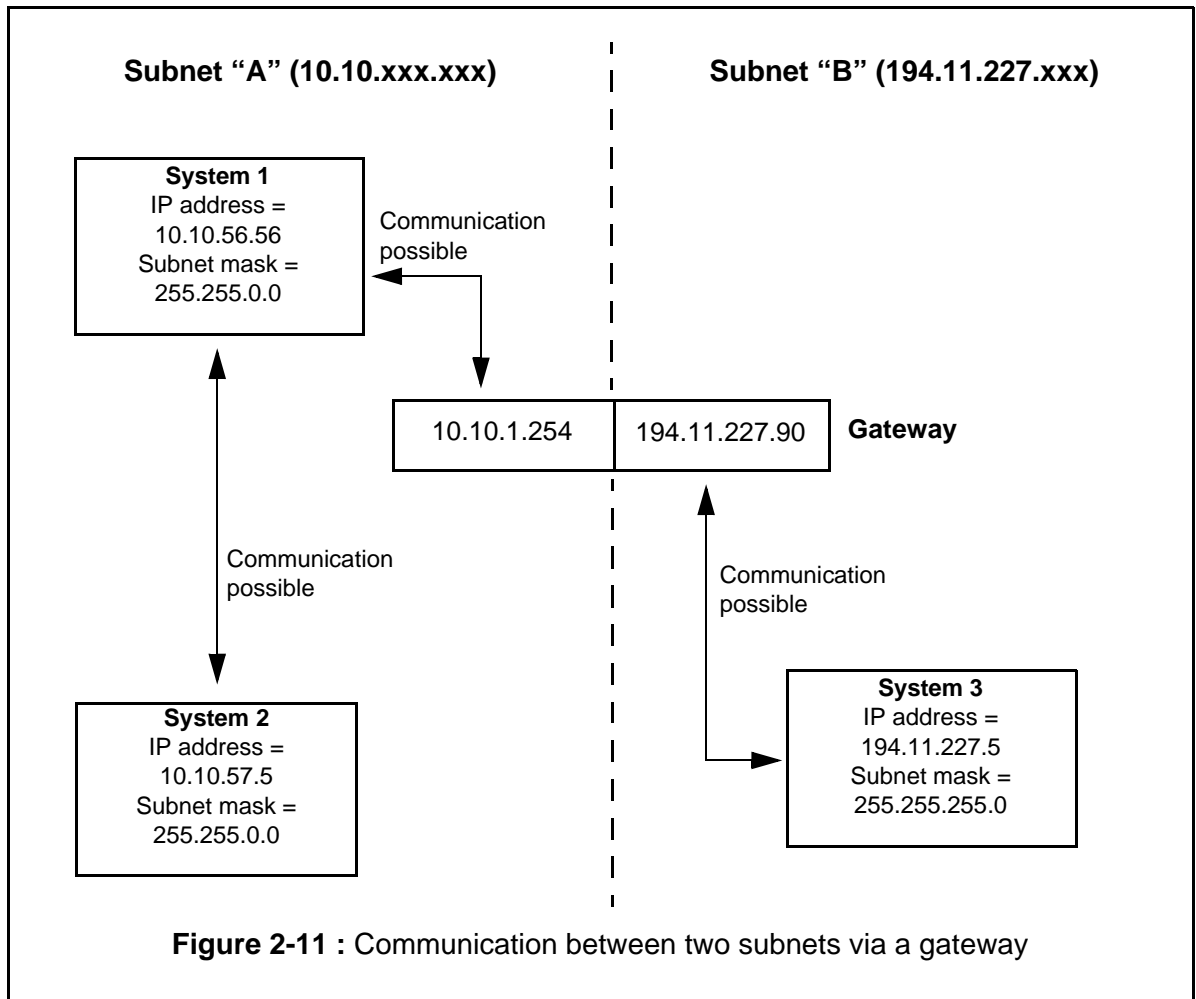 Subnet “A” (10.10.xxx.xxx)
Subnet “B” (194.11.227.xxx)
System 1
IP address =
10.10.56.56
Subnet mask =
255.255.0.0
Communication
possible
10.10.1.254
194.11.227.90
Gateway
Communication
possible
Communication
possible
System 2
IP address =
10.10.57.5
Subnet mask =
255.255.0.0
System 3
IP address =
194.11.227.5
Subnet mask =
255.255.255.0
Figure 2-11 : Communication between two subnets via a gateway